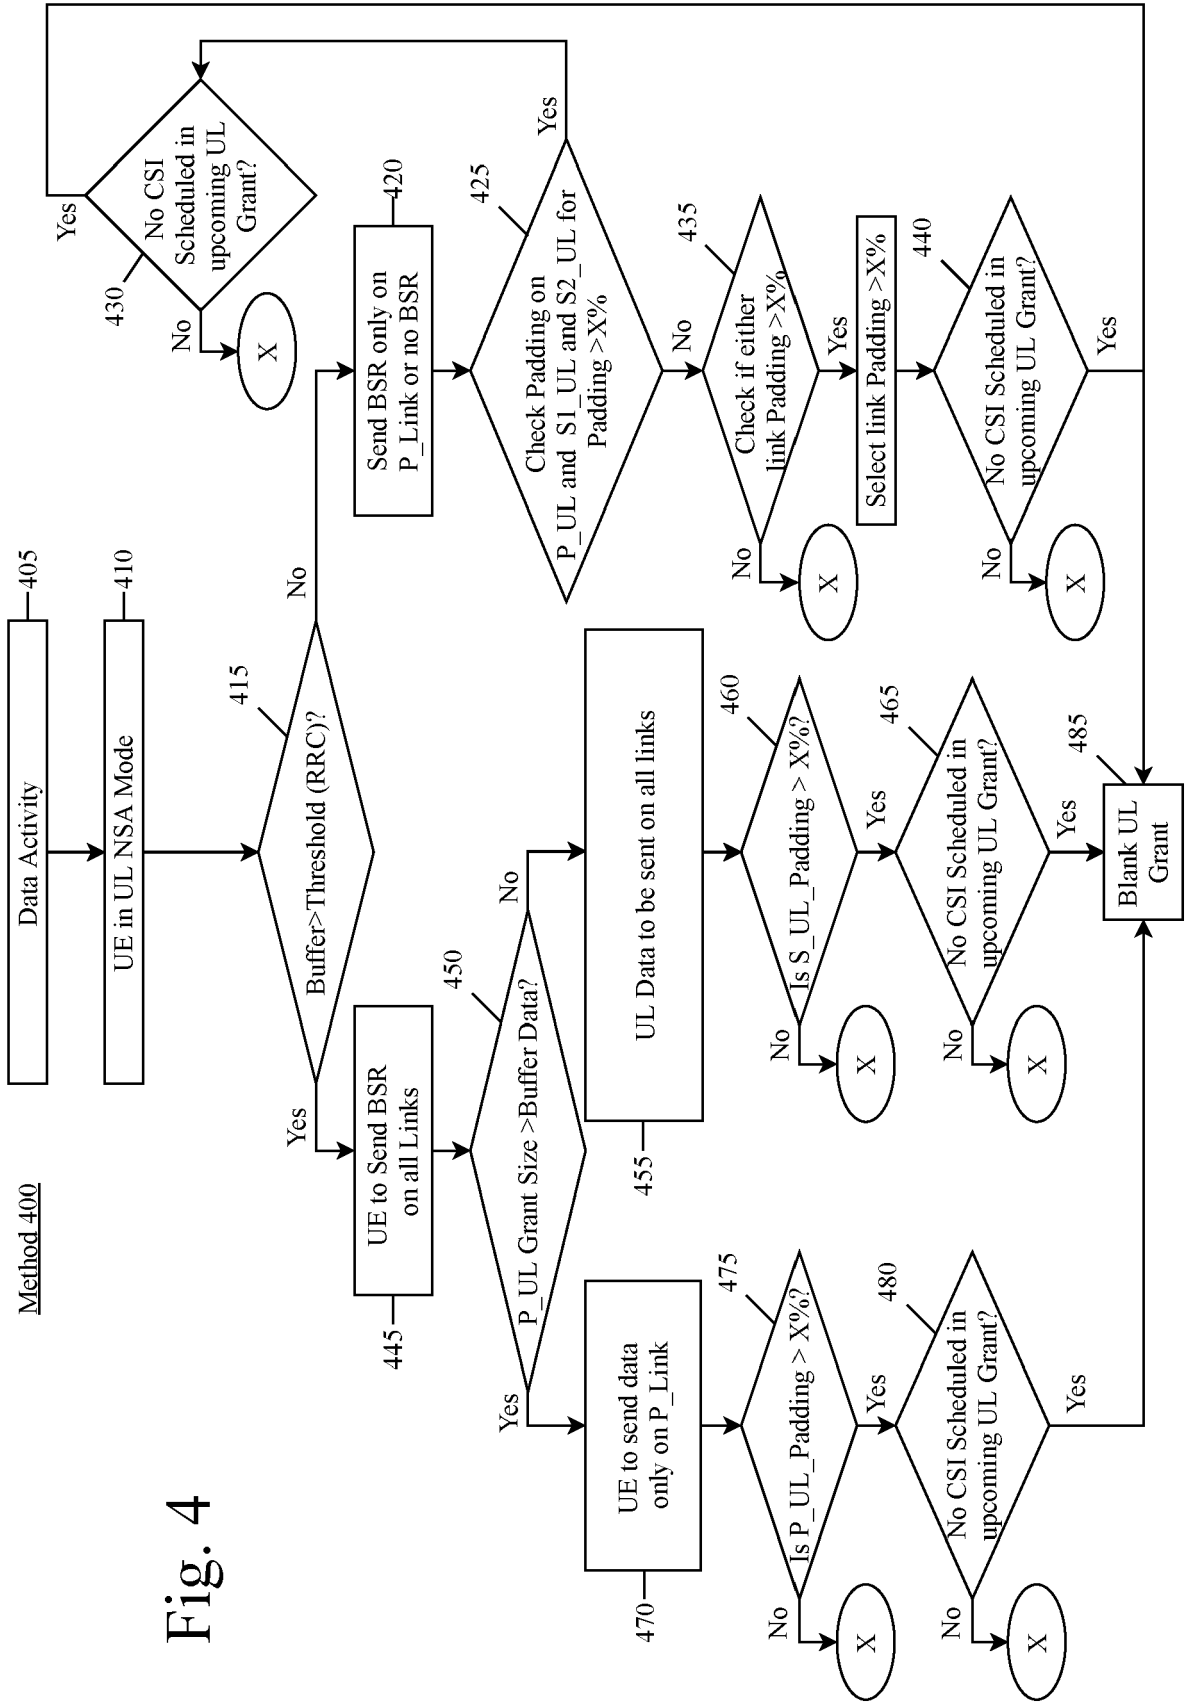 Method 400
Fig. 4
Data Activity
405
UE in UL NSA Mode
410
Buffer>Threshold (RRC)?
415
Yes
No
UE to Send BSR
on all Links
445
P_UL Grant Size >Buffer Data?
450
Yes
No
UE to send data
only on P_Link
470
Is P_UL_Padding > X%?
475
No
X
Yes
No CSI Scheduled in
upcoming UL Grant?
480
No
X
Yes
UL Data to be sent on all links
455
Is S_UL_Padding > X%?
460
No
X
Yes
No CSI Scheduled in
upcoming UL Grant?
465
No
X
Yes
Blank UL
Grant
485
Send BSR only on
P_Link or no BSR
420
Check Padding on
P_UL and S1_UL and S2_UL for
Padding >X%
425
Yes
No
No CSI
Scheduled in
upcoming UL
Grant?
430
Yes
No
X
Check if either
link Padding >X%
435
No
X
Yes
Select link Padding >X%
No CSI Scheduled in
upcoming UL Grant?
440
No
X
Yes